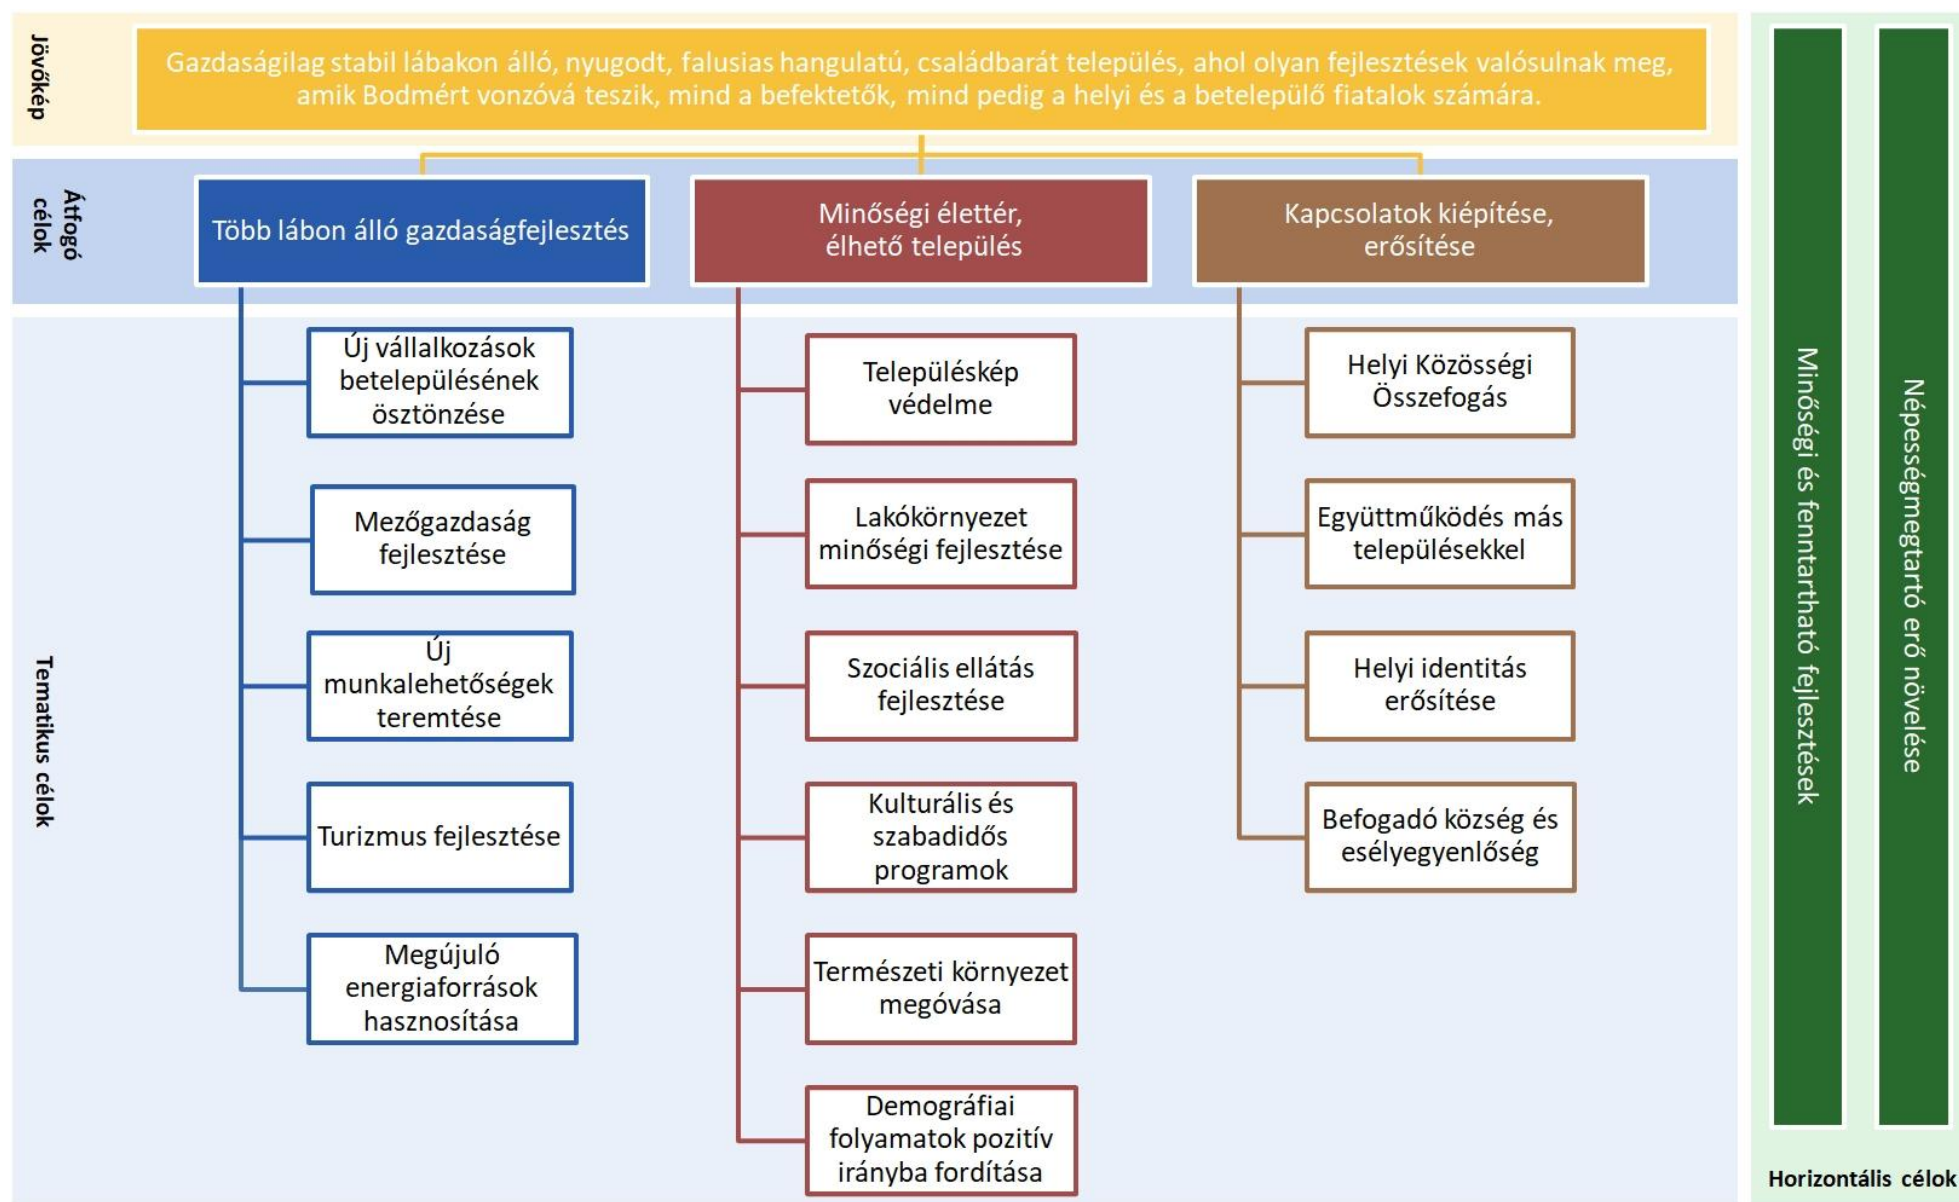 Jövőkép
Gazdaságilag stabil lábakon álló, nyugodt, falusias hangulatú, családbarát település, ahol olyan fejlesztések valósulnak meg,
amik Bodmért vonzóvá teszik, mind a befektetők, mind pedig a helyi és a betelepülő fiatalok számára.
Átfogó
célok
Több lábon álló gazdaságfejlesztés
Minőségi élettér,
élhető település
Kapcsolatok kiépítése,
erősítése
Tematikus célok
Új vállalkozások
betelepülésének
ösztönzése
Mezőgazdaság
fejlesztése
Új
munkalehetőségek
teremtése
Turizmus fejlesztése
Megújuló
energiaforrások
hasznosítása
Településkép
védelme
Lakókörnyezet
minőségi fejlesztése
Szociális ellátás
fejlesztése
Kulturális és
szabadidős
programok
Természeti környezet
megóvása
Demográfiai
folyamatok pozitív
irányba fordítása
Helyi Közösségi
Összefogás
Együttműködés más
településekkel
Helyi identitás
erősítése
Befogadó község és
esélyegyenlőség
Minőségi és fenntartható fejlesztések
Népességmegtartó erő növelése
Horizontális célok